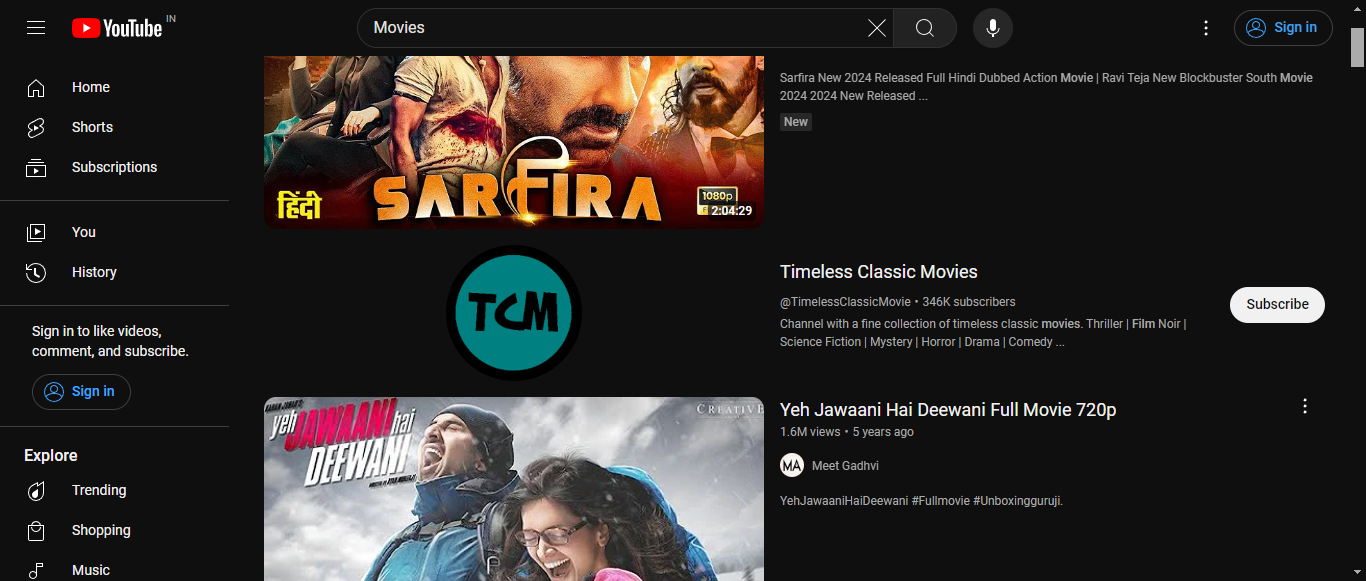 YouTube IN
Movies
Sign in
Home
Shorts
Subscriptions
You
History
Sign in to like videos,
comment, and subscribe.
Sign in
Explore
Trending
Shopping
Music
हिंदी
SARFIRA
1080p
2:04:29
Sarfira New 2024 Released Full Hindi Dubbed Action Movie | Ravi Teja New Blockbuster South Movie
2024 2024 New Released ...
New
TCM
Timeless Classic Movies
@TimelessClassicMovie • 346K subscribers
Channel with a fine collection of timeless classic movies. Thriller | Film Noir |
Science Fiction | Mystery | Horror | Drama | Comedy ...
Subscribe
yeh JAWAANI hai
DEEWANI
CREATIVE
Yeh Jawaani Hai Deewani Full Movie 720p
1.6M views • 5 years ago
MA
Meet Gadhvi
YehJawaaniHaiDeewani #Fullmovie #Unboxingguruji.